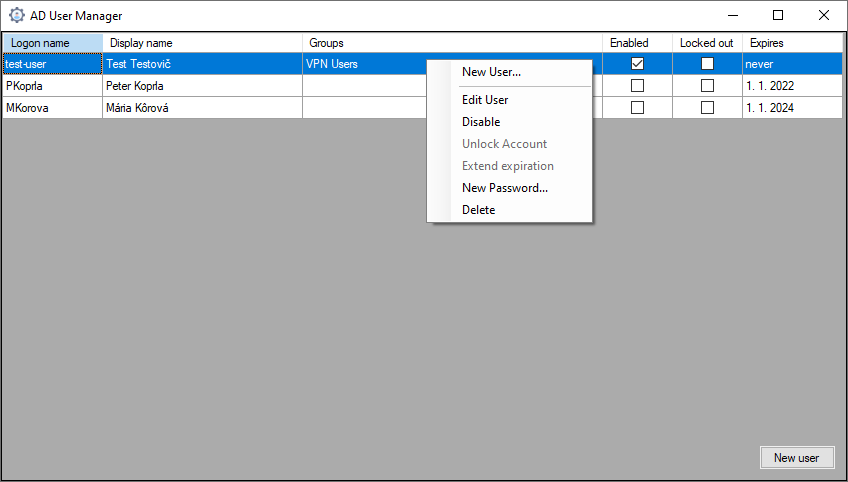 AD User Manager
Logon name Display name Groups Enabled Locked out Expires
test-user Test Testovič VPN Users never
PKoprla Peter Koprla 1. 1. 2022
MKorova Mária Kôrová 1. 1. 2024
New User...
Edit User
Disable
Unlock Account
Extend expiration
New Password...
Delete
New user